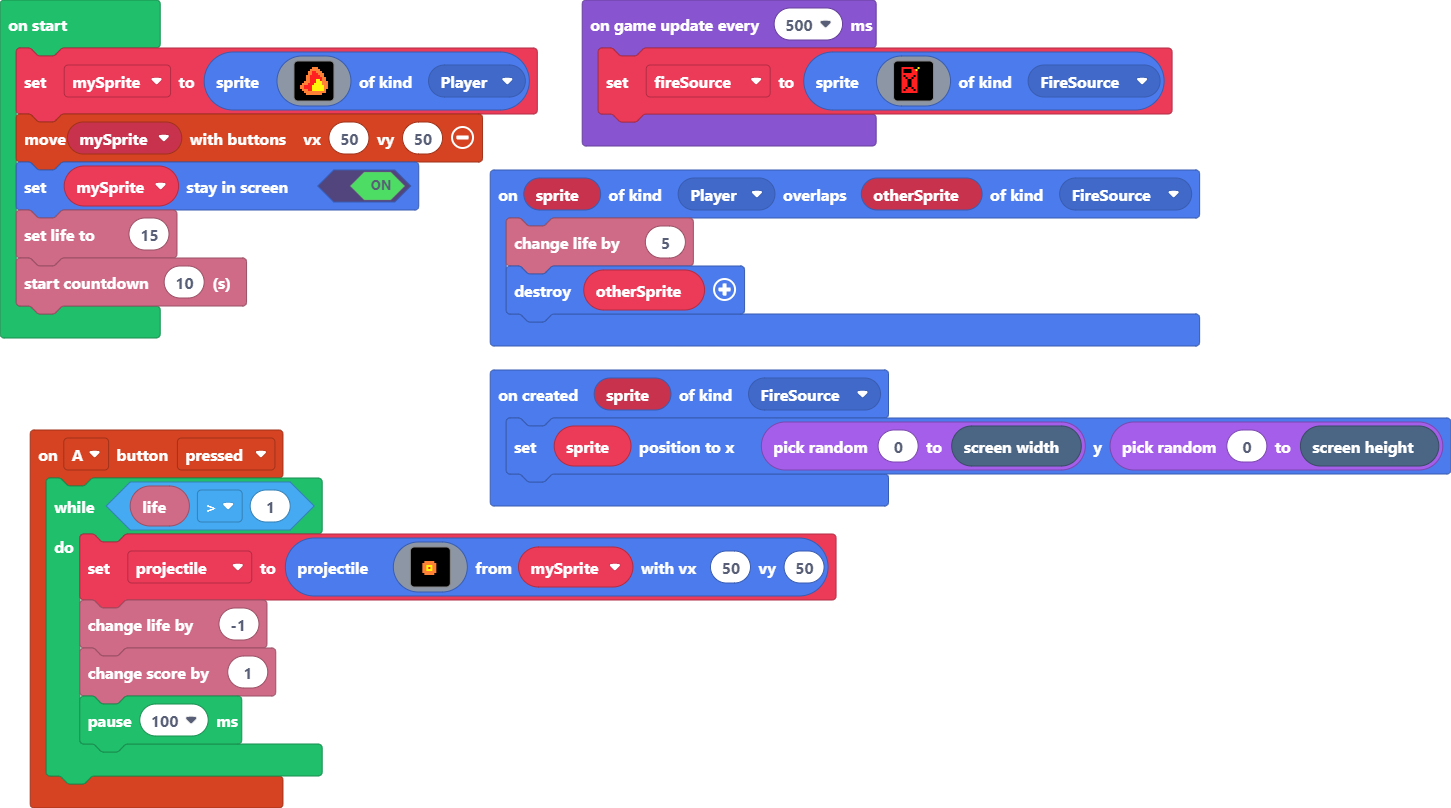 on start
set mySprite to sprite of kind Player
move mySprite with buttons vx 50 vy 50
set mySprite stay in screen ON
set life to 15
start countdown 10 (s)
on game update every 500 ms
set fireSource to sprite of kind FireSource
on sprite of kind Player overlaps otherSprite of kind FireSource
change life by 5
destroy otherSprite
on created sprite of kind FireSource
set sprite position to x pick random 0 to screen width y pick random 0 to screen height
on A button pressed
while life > 1
do
set projectile to projectile from mySprite with vx 50 vy 50
change life by -1
change score by 1
pause 100 ms